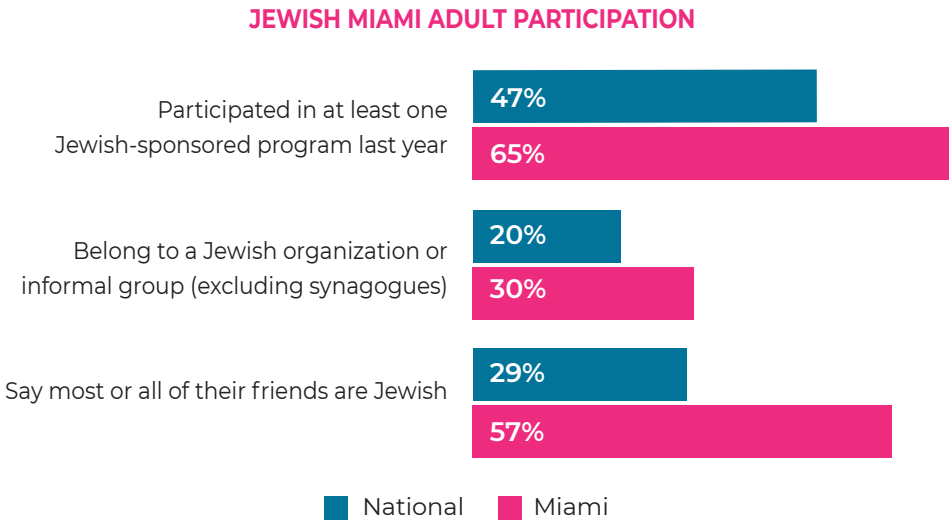 JEWISH MIAMI ADULT PARTICIPATION
Participated in at least one
Jewish-sponsored program last year
47%
65%
Belong to a Jewish organization or
informal group (excluding synagogues)
20%
30%
Say most or all of their friends are Jewish
29%
57%
National
Miami